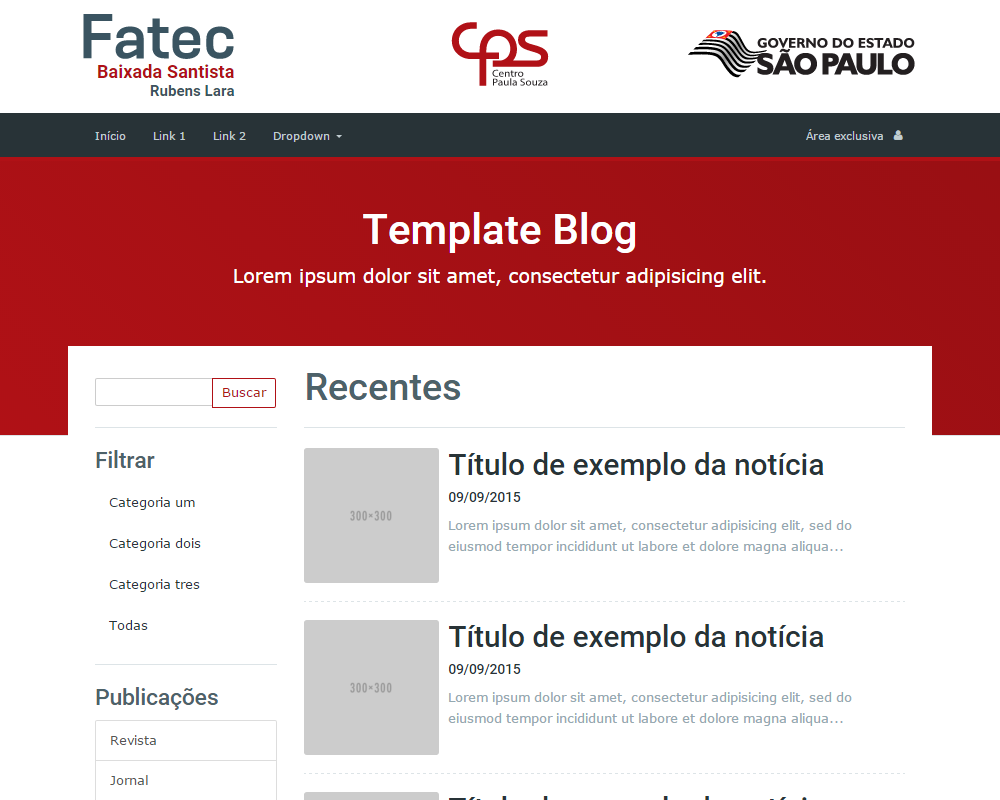 Fatec
Baixada Santista
Rubens Lara
cps
Centro
Paula Souza
GOVERNO DO ESTADO
SÃO PAULO
Início
Link 1
Link 2
Dropdown
Área exclusiva
Template Blog
Lorem ipsum dolor sit amet, consectetur adipisicing elit.
Buscar
Filtrar
Categoria um
Categoria dois
Categoria tres
Todas
Publicações
Revista
Jornal
Recentes
300×300
Título de exemplo da notícia
09/09/2015
Lorem ipsum dolor sit amet, consectetur adipisicing elit, sed do
eiusmod tempor incididunt ut labore et dolore magna aliqua...
300×300
Título de exemplo da notícia
09/09/2015
Lorem ipsum dolor sit amet, consectetur adipisicing elit, sed do
eiusmod tempor incididunt ut labore et dolore magna aliqua...